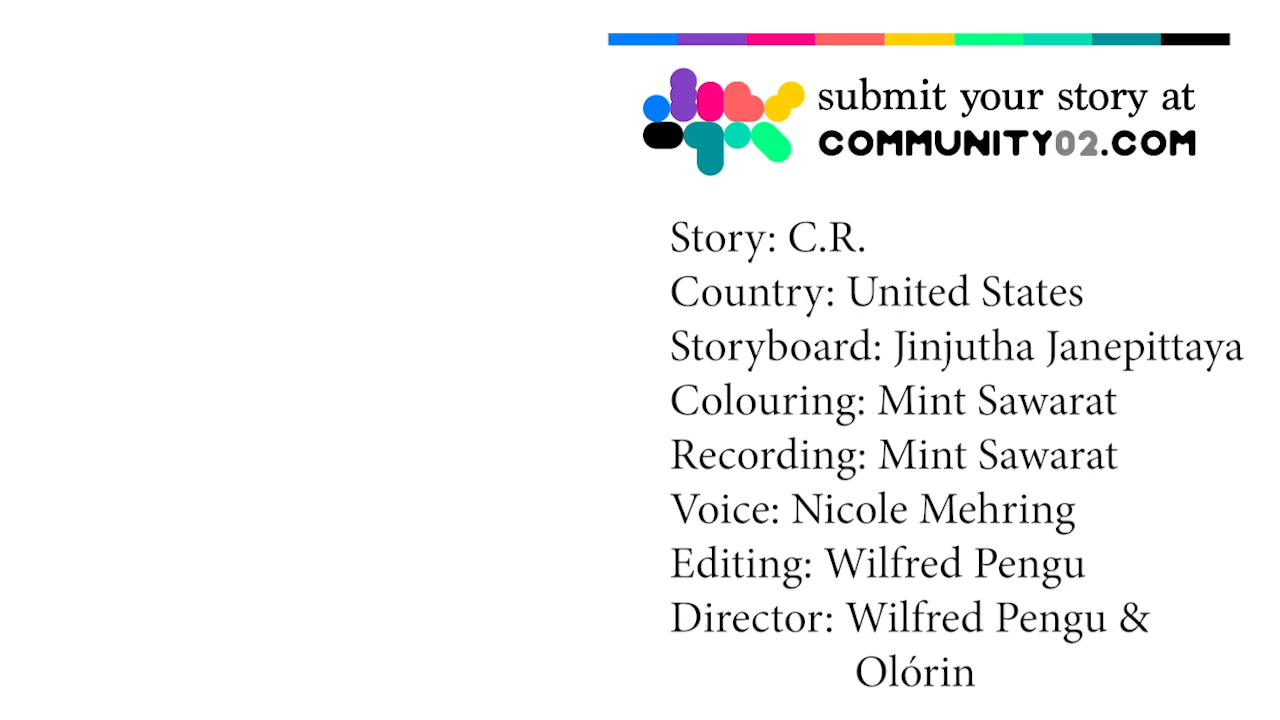 submit your story at
COMMUNITY02.COM
Story: C.R.
Country: United States
Storyboard: Jinjutha Janepittaya
Colouring: Mint Sawarat
Recording: Mint Sawarat
Voice: Nicole Mehring
Editing: Wilfred Pengu
Director: Wilfred Pengu &
Olórin